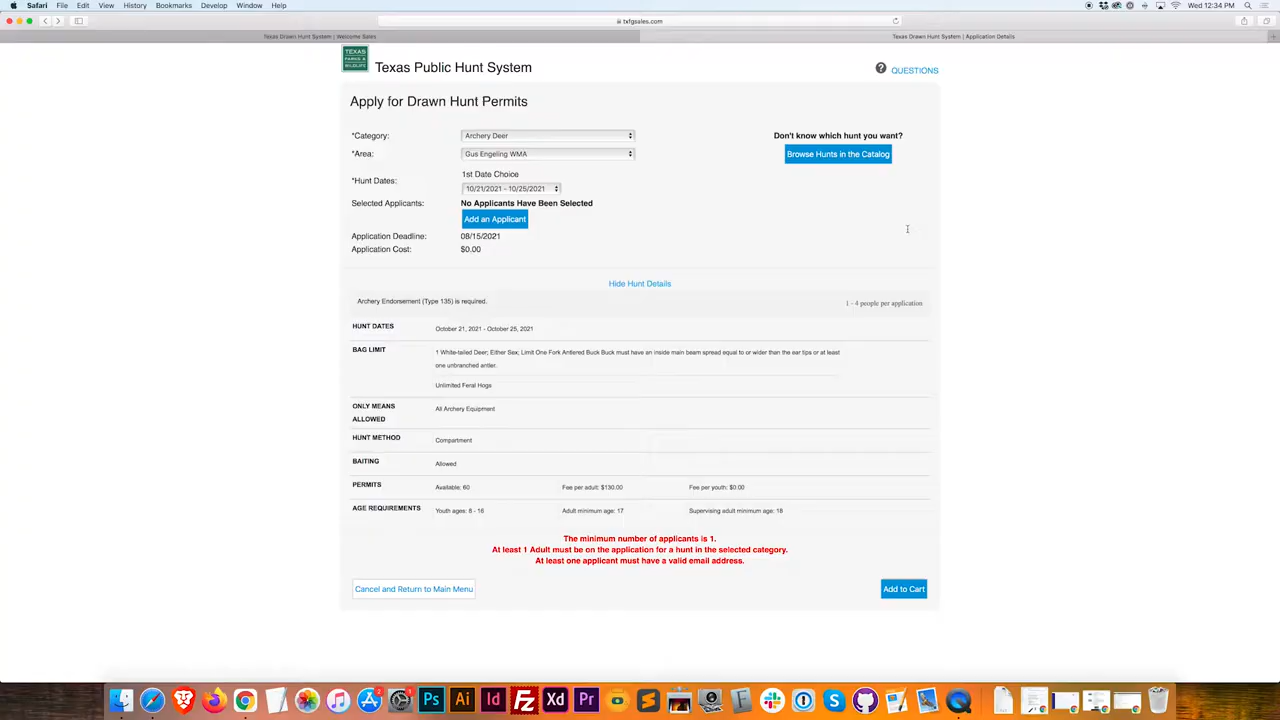 Safari File Edit View History Bookmarks Develop Window Help Wed 12:34 PM
txfgsales.com
Texas Drawn Hunt System | Welcome Sales
Texas Drawn Hunt System | Application Details
TEXAS PARKS & WILDLIFE
Texas Public Hunt System
? QUESTIONS
Apply for Drawn Hunt Permits
*Category: Archery Deer
Don't know which hunt you want?
*Area: Gus Engeling WMA
Browse Hunts in the Catalog
1st Date Choice
*Hunt Dates: 10/21/2021 - 10/25/2021
Selected Applicants: No Applicants Have Been Selected
Add an Applicant
Application Deadline: 08/15/2021
Application Cost: $0.00
Hide Hunt Details
Archery Endorsement (Type 135) is required.
1 - 4 people per application
HUNT DATES October 21, 2021 - October 25, 2021
BAG LIMIT 1 White-tailed Deer; Either Sex; Limit One Fork Antlered Buck Buck must have an inside main beam spread equal to or wider than the ear tips or at least
one unbranched antler.
Unlimited Feral Hogs
ONLY MEANS ALLOWED All Archery Equipment
HUNT METHOD Compartment
BAITING Allowed
PERMITS Available: 60 Fee per adult: $130.00 Fee per youth: $0.00
AGE REQUIREMENTS Youth ages: 8 - 16 Adult minimum age: 17 Supervising adult minimum age: 18
The minimum number of applicants is 1.
At least 1 Adult must be on the application for a hunt in the selected category.
At least one applicant must have a valid email address.
Cancel and Return to Main Menu
Add to Cart
2 1 Ps Ai Id Fz Xd Pr